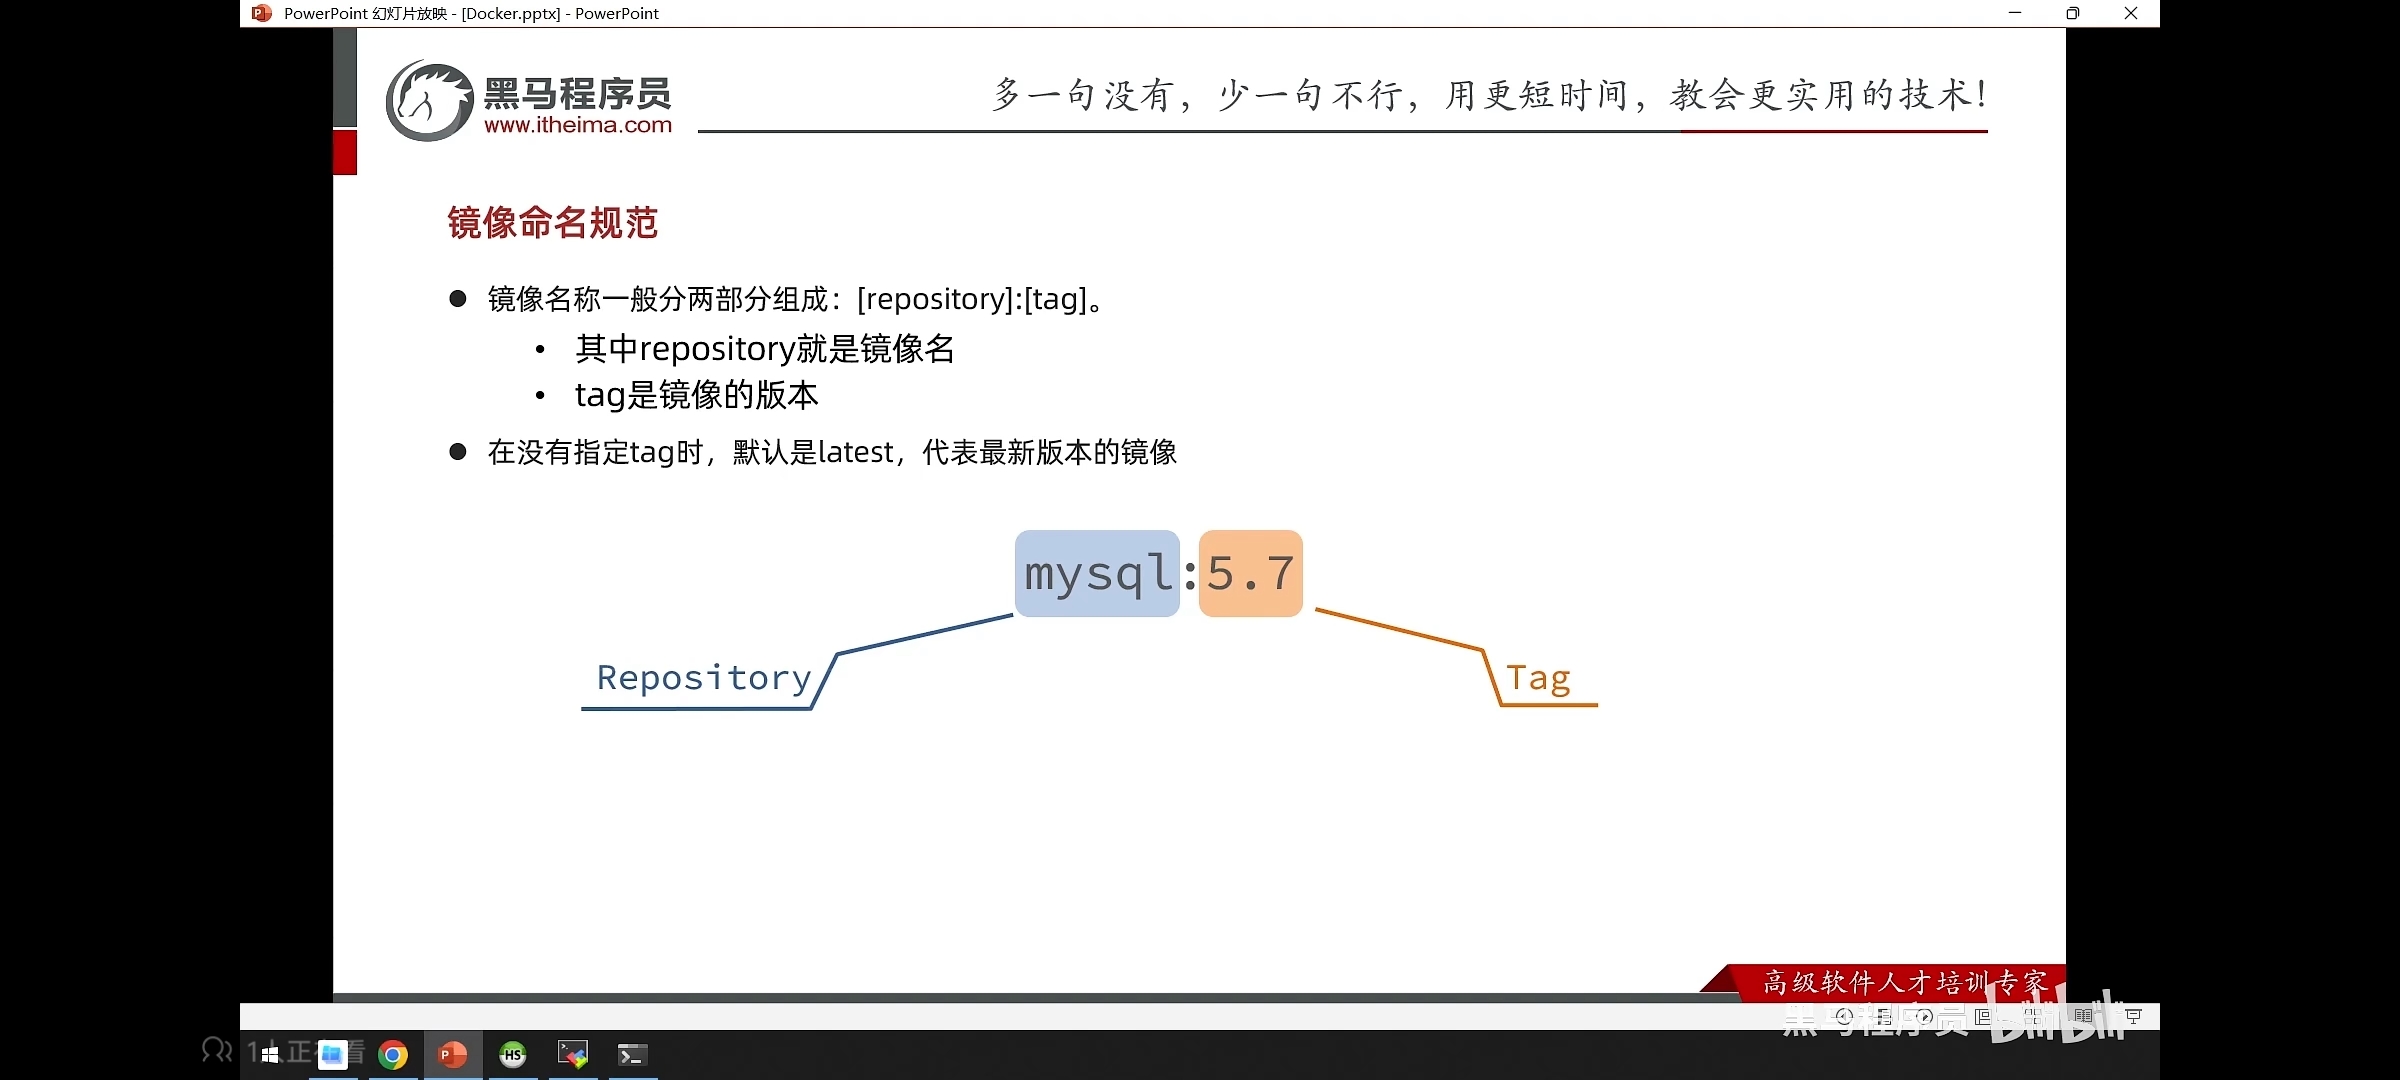 PowerPoint 幻灯片放映 - [Docker.pptx] - PowerPoint
黑马程序员
www.itheima.com
多一句没有，少一句不行，用更短时间，教会更实用的技术！
镜像命名规范
● 镜像名称一般分两部分组成：[repository]:[tag]。
• 其中repository就是镜像名
• tag是镜像的版本
● 在没有指定tag时，默认是latest，代表最新版本的镜像
mysql:5.7
Repository
Tag
高级软件人才培训专家
黑马程序员 bilibili
1人正在看
HS